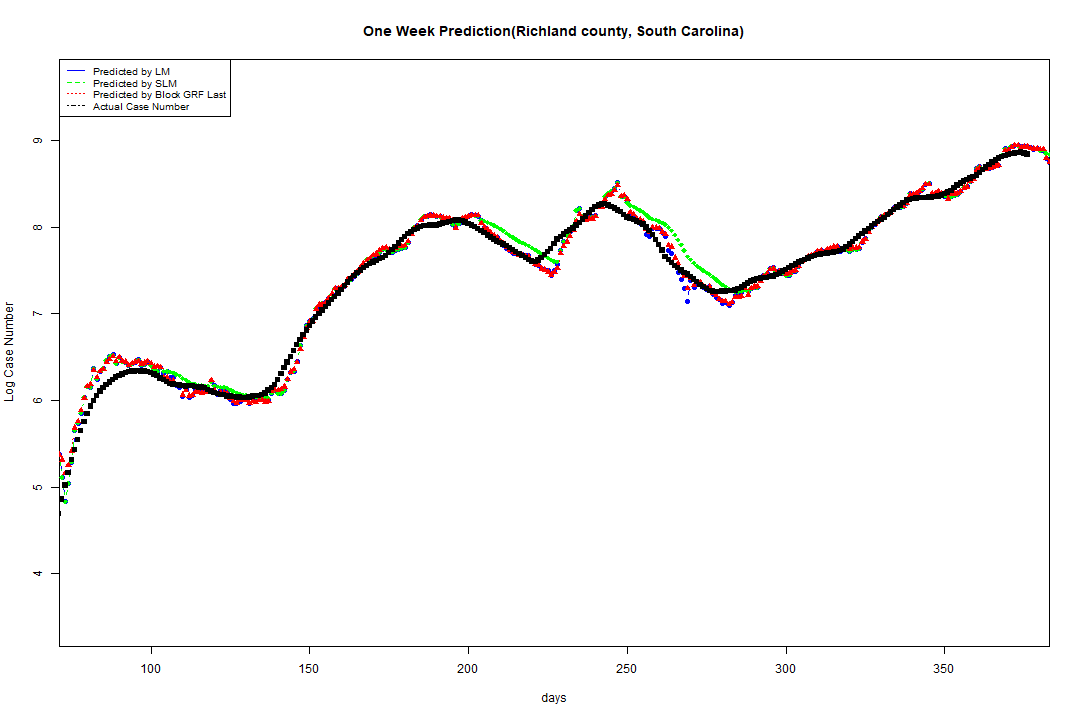 One Week Prediction(Richland county, South Carolina)
Predicted by LM
Predicted by SLM
Predicted by Block GRF Last
Actual Case Number
9
8
7
6
5
4
Log Case Number
100 150 200 250 300 350
days